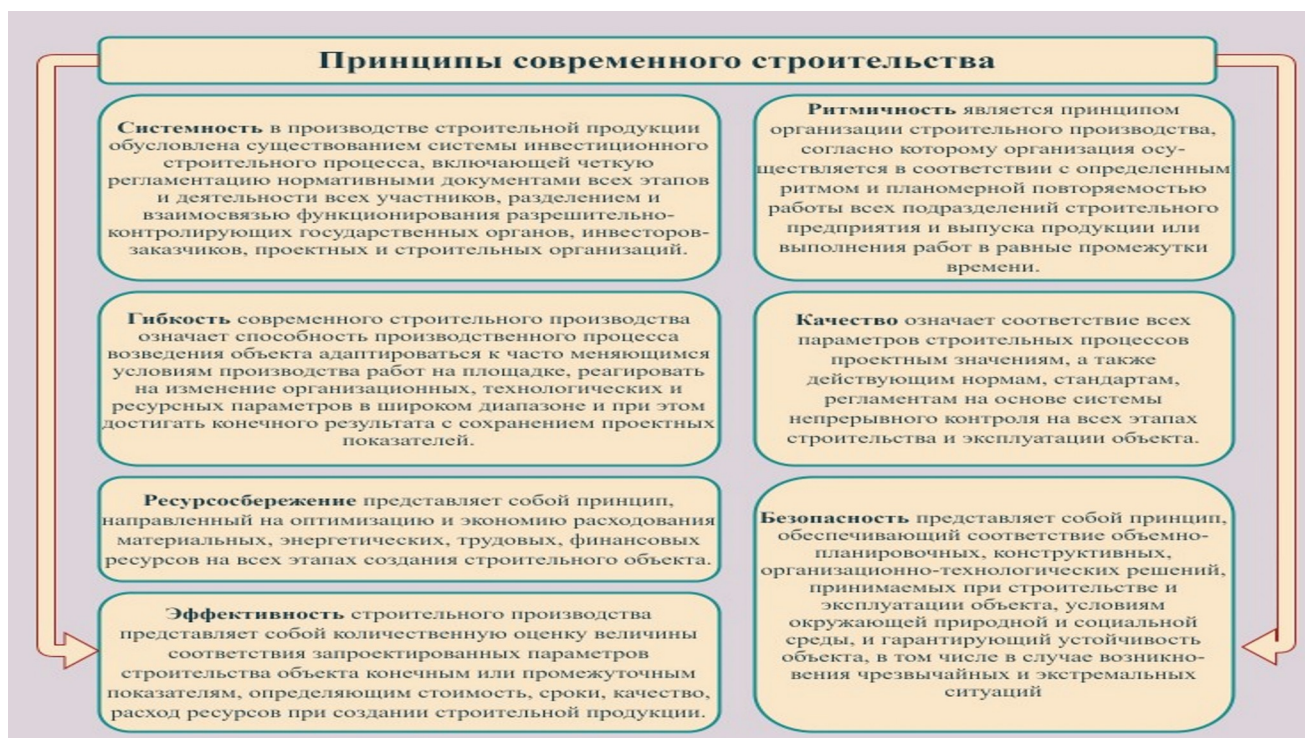 Принципы современного строительства
Системность в производстве строительной продукции
обусловлена существованием системы инвестиционного
строительного процесса, включающей четкую
регламентацию нормативными документами всех этапов
и деятельности всех участников, разделением и
взаимосвязью функционирования разрешительно-
контролирующих государственных органов, инвесторов-
заказчиков, проектных и строительных организаций.
Гибкость современного строительного производства
означает способность производственного процесса
возведения объекта адаптироваться к часто меняющимся
условиям производства работ на площадке, реагировать
на изменение организационных, технологических и
ресурсных параметров в широком диапазоне и при этом
достигать конечного результата с сохранением проектных
показателей.
Ресурсосбережение представляет собой принцип,
направленный на оптимизацию и экономию расходования
материальных, энергетических, трудовых, финансовых
ресурсов на всех этапах создания строительного объекта.
Эффективность строительного производства
представляет собой количественную оценку величины
соответствия запроектированных параметров
строительства объекта конечным или промежуточным
показателям, определяющим стоимость, сроки, качество,
расход ресурсов при создании строительной продукции.
Ритмичность является принципом
организации строительного производства,
согласно которому организация осу-
ществляется в соответствии с определенным
ритмом и планомерной повторяемостью
работы всех подразделений строительного
предприятия и выпуска продукции или
выполнения работ в равные промежутки
времени.
Качество означает соответствие всех
параметров строительных процессов
проектным значениям, а также
действующим нормам, стандартам,
регламентам на основе системы
непрерывного контроля на всех этапах
строительства и эксплуатации объекта.
Безопасность представляет собой принцип,
обеспечивающий соответствие объемно-
планировочных, конструктивных,
организационно-технологических решений,
принимаемых при строительстве и
эксплуатации объекта, условиям
окружающей природной и социальной
среды, и гарантирующий устойчивость
объекта, в том числе в случае возникно-
вения чрезвычайных и экстремальных
ситуаций